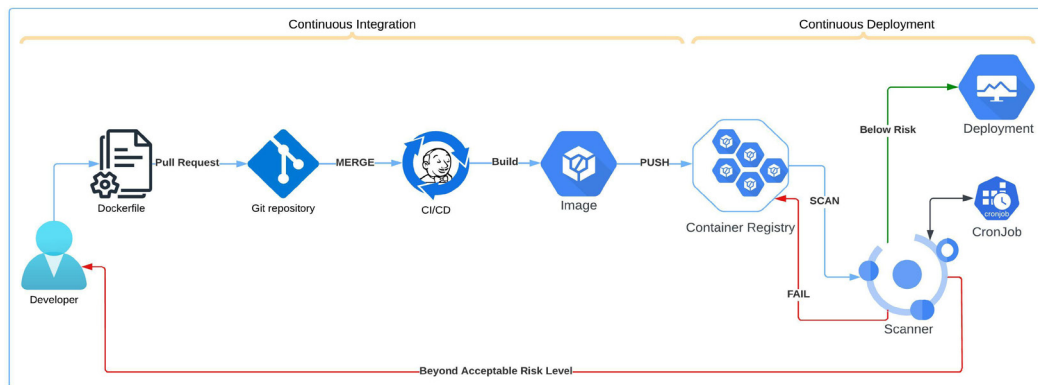 Continuous Integration
Continuous Deployment
Below Risk
Deployment
Pull Request
MERGE
Build
PUSH
Dockerfile
Git repository
CI/CD
Image
SCAN
Container Registry
cronjob
CronJob
FAIL
Developer
Scanner
Beyond Acceptable Risk Level